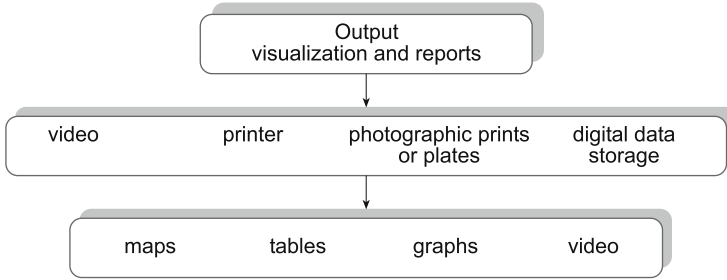 Output
visualization and reports
video printer photographic prints or plates digital data storage
maps tables graphs video